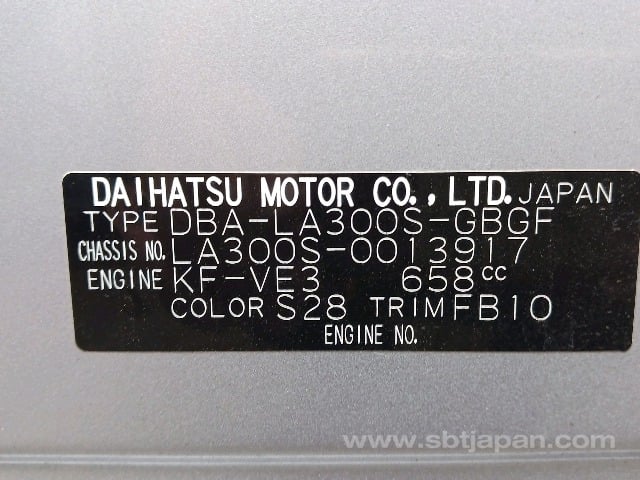 DAIHATSU MOTOR CO., LTD. JAPAN
TYPE DBA-LA300S-GBGF
CHASSIS NO. LA300S-0013917
ENGINE KF-VE3 658cc
COLOR S28 TRIM FB10
ENGINE NO.
www.sbtjapan.com